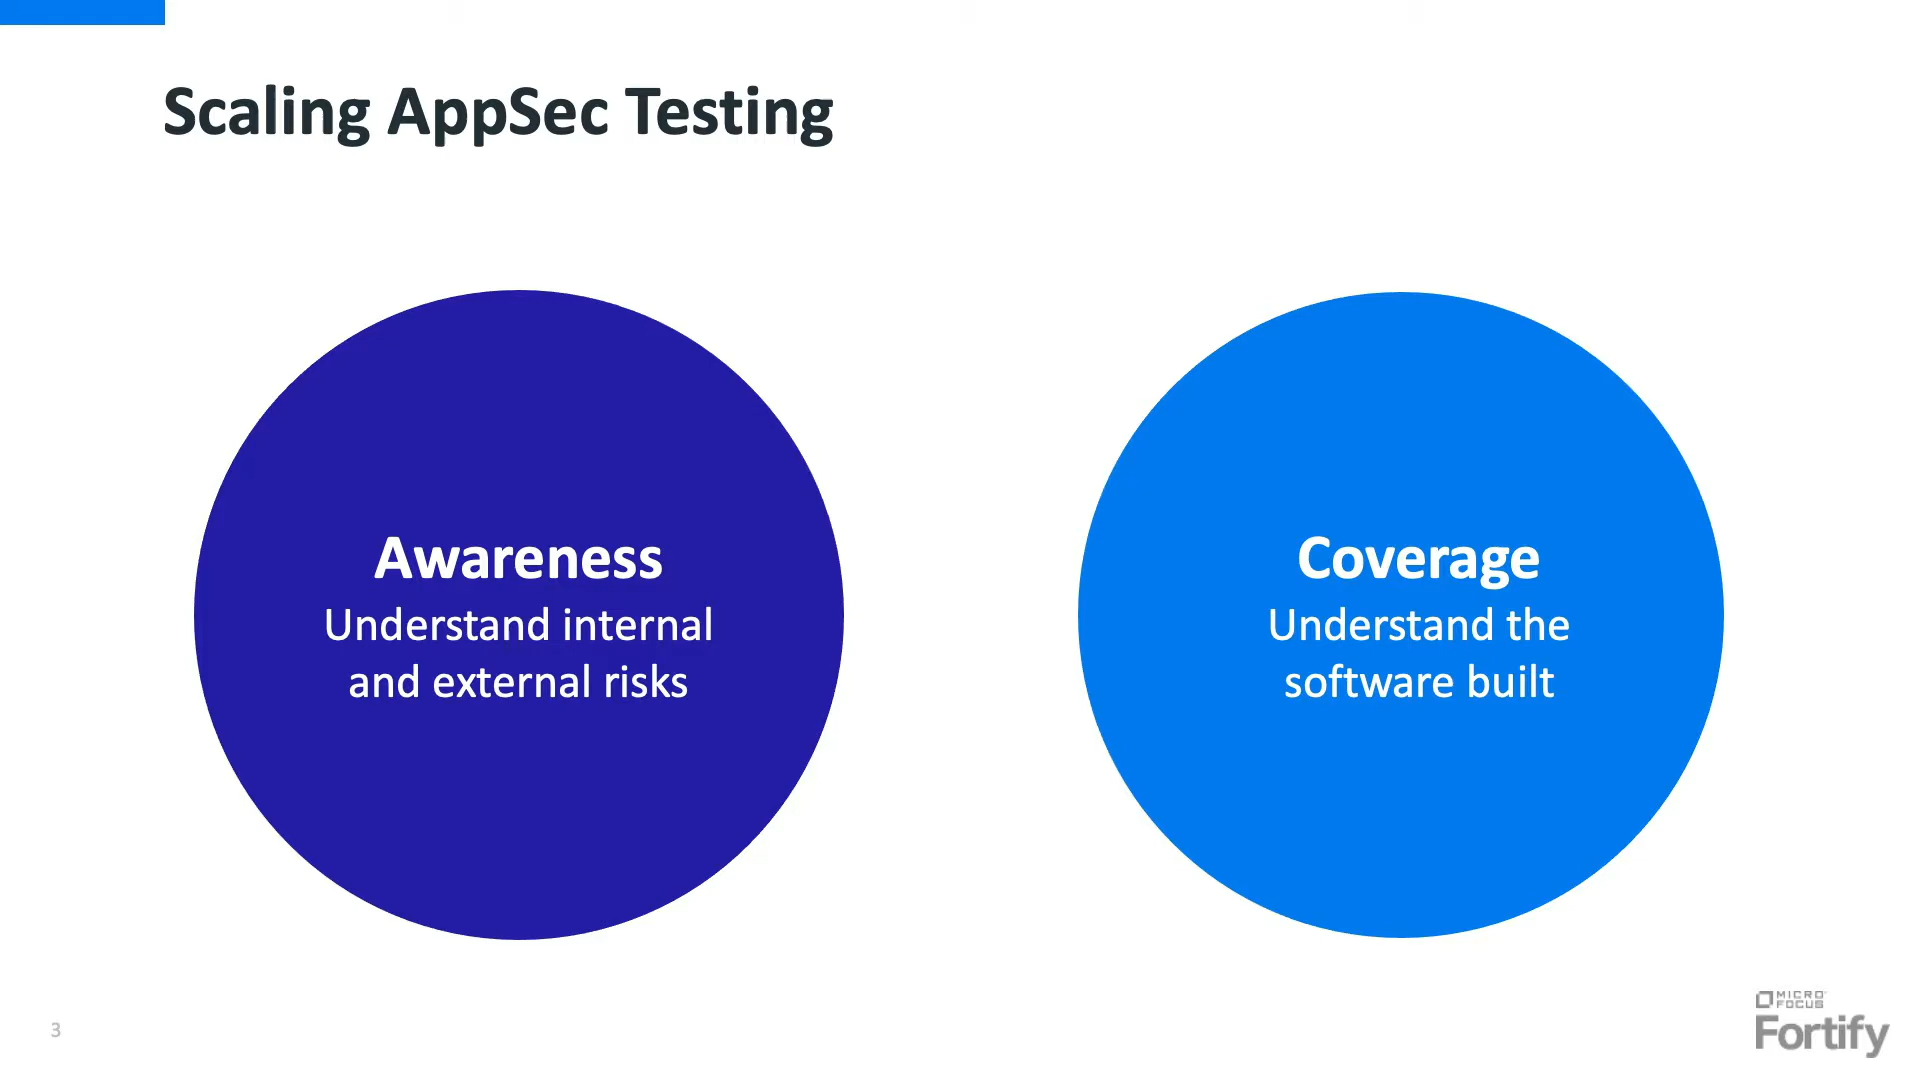 Scaling AppSec Testing
Awareness
Understand internal
and external risks
Coverage
Understand the
software built
3
MICRO
FOCUS
Fortify